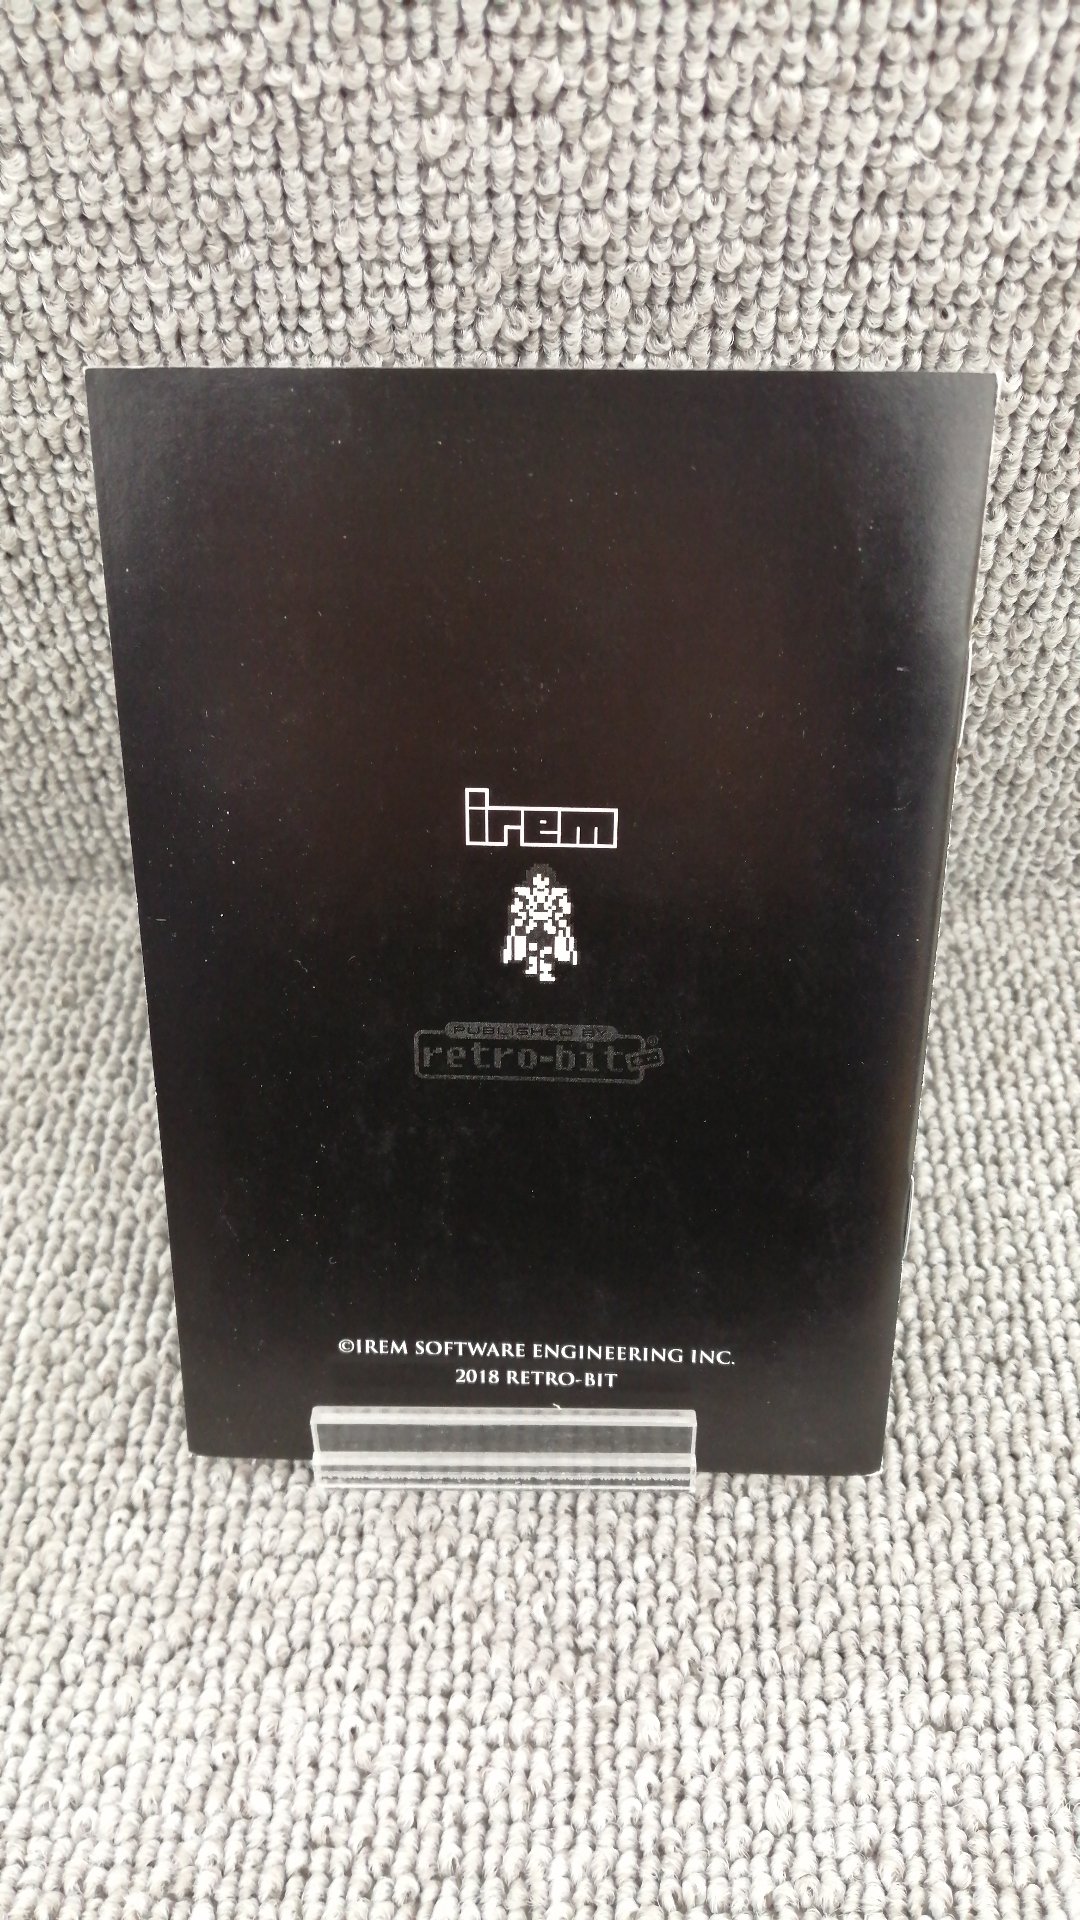 irem
PUBLISHED BY
retro-bit®
©IREM SOFTWARE ENGINEERING INC.
2018 RETRO-BIT